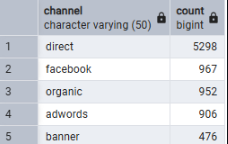 channel count
character varying (50) bigint
1 direct 5298
2 facebook 967
3 organic 952
4 adwords 906
5 banner 476